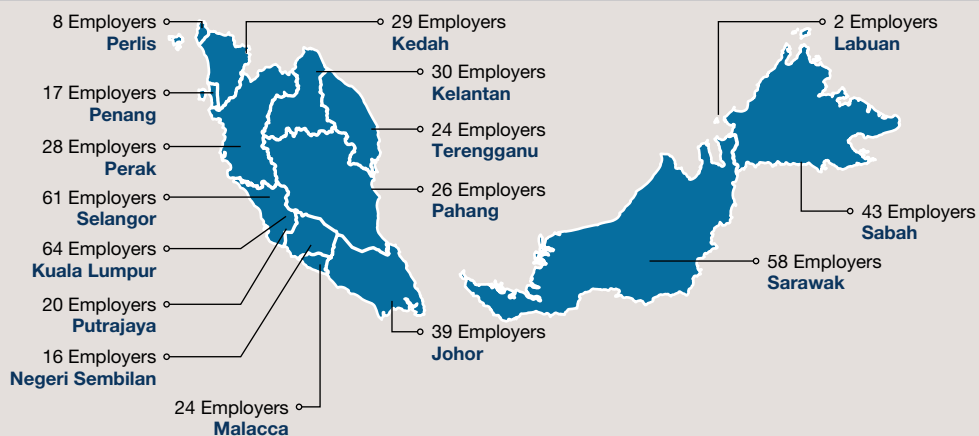 8 Employers
Perlis
17 Employers
Penang
28 Employers
Perak
61 Employers
Selangor
64 Employers
Kuala Lumpur
20 Employers
Putrajaya
16 Employers
Negeri Sembilan
24 Employers
Malacca
29 Employers
Kedah
30 Employers
Kelantan
24 Employers
Terengganu
26 Employers
Pahang
39 Employers
Johor
2 Employers
Labuan
43 Employers
Sabah
58 Employers
Sarawak